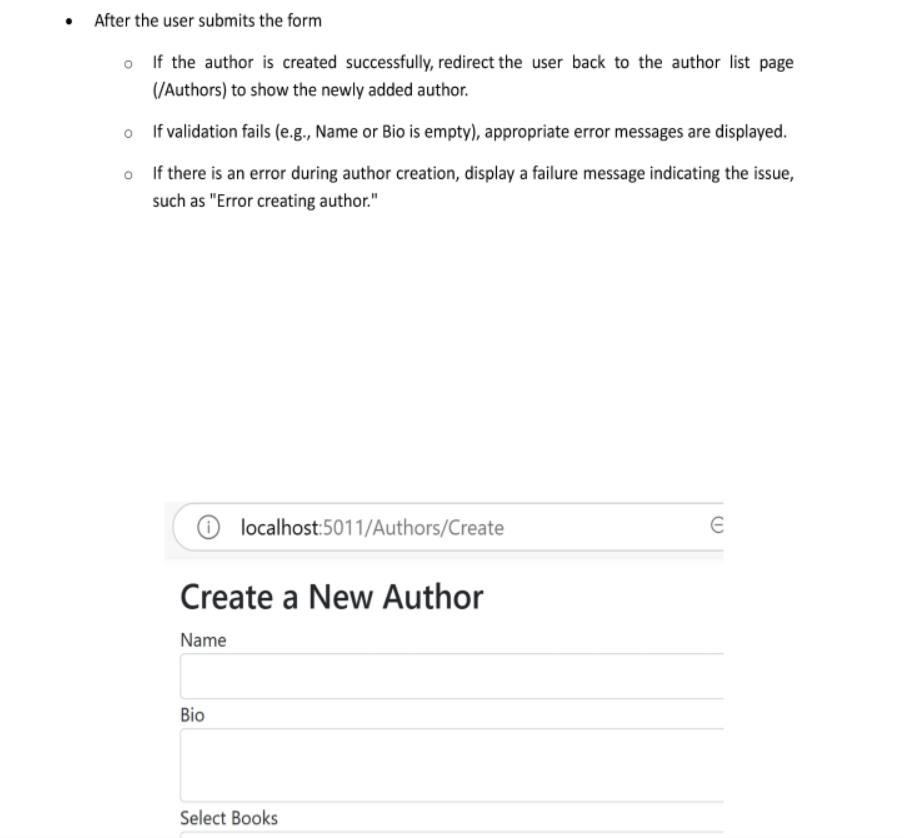 After the user submits the form
If the author is created successfully, redirect the user back to the author list page
(/Authors) to show the newly added author.
If validation fails (e.g., Name or Bio is empty), appropriate error messages are displayed.
If there is an error during author creation, display a failure message indicating the issue,
such as "Error creating author."
localhost:5011/Authors/Create
Create a New Author
Name
Bio
Select Books